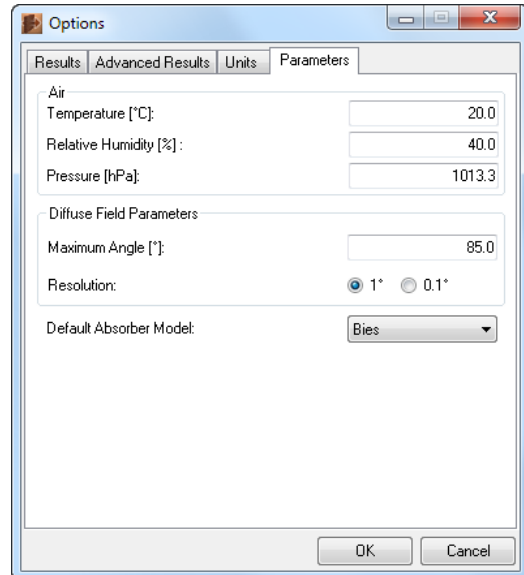 Options
Results Advanced Results Units Parameters
Air
Temperature [°C]: 20.0
Relative Humidity [%] : 40.0
Pressure [hPa]: 1013.3
Diffuse Field Parameters
Maximum Angle [°]: 85.0
Resolution: 1° 0.1°
Default Absorber Model: Bies
OK Cancel